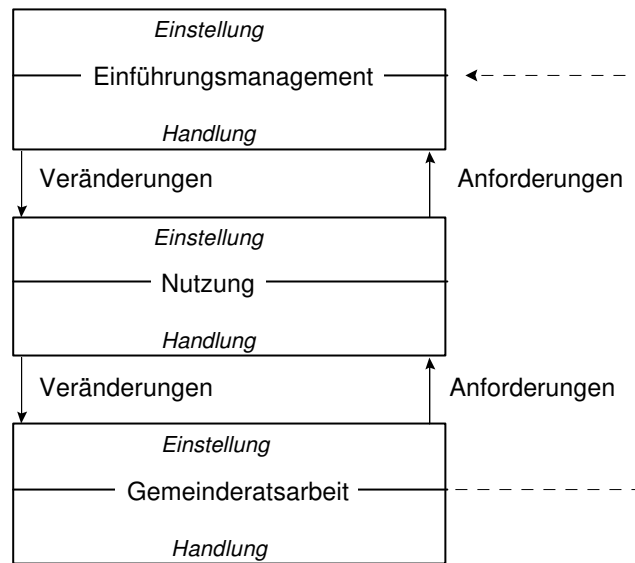 Einstellung
Einführungsmanagement
Handlung
Veränderungen Anforderungen
Einstellung
Nutzung
Handlung
Veränderungen Anforderungen
Einstellung
Gemeinderatsarbeit
Handlung